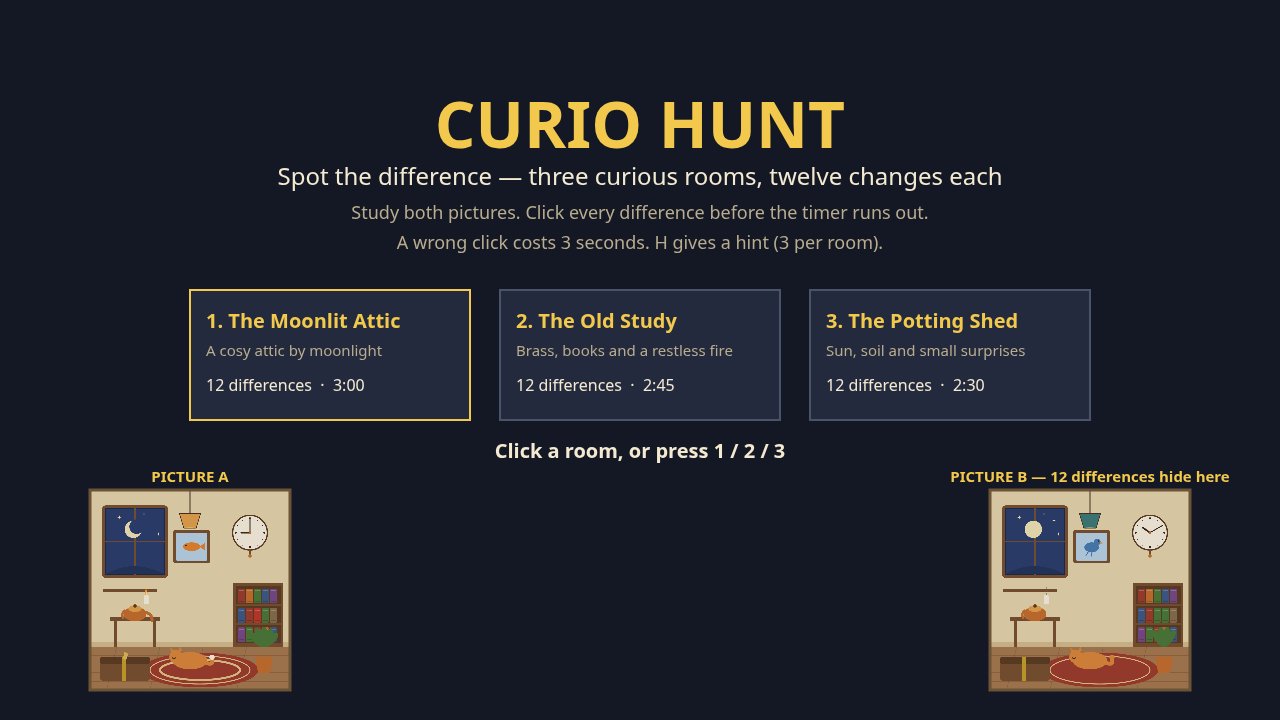 CURIO HUNT
Spot the difference — three curious rooms, twelve changes each
Study both pictures. Click every difference before the timer runs out.
A wrong click costs 3 seconds. H gives a hint (3 per room).
1. The Moonlit Attic
A cosy attic by moonlight
12 differences · 3:00
2. The Old Study
Brass, books and a restless fire
12 differences · 2:45
3. The Potting Shed
Sun, soil and small surprises
12 differences · 2:30
Click a room, or press 1 / 2 / 3
PICTURE A
PICTURE B — 12 differences hide here